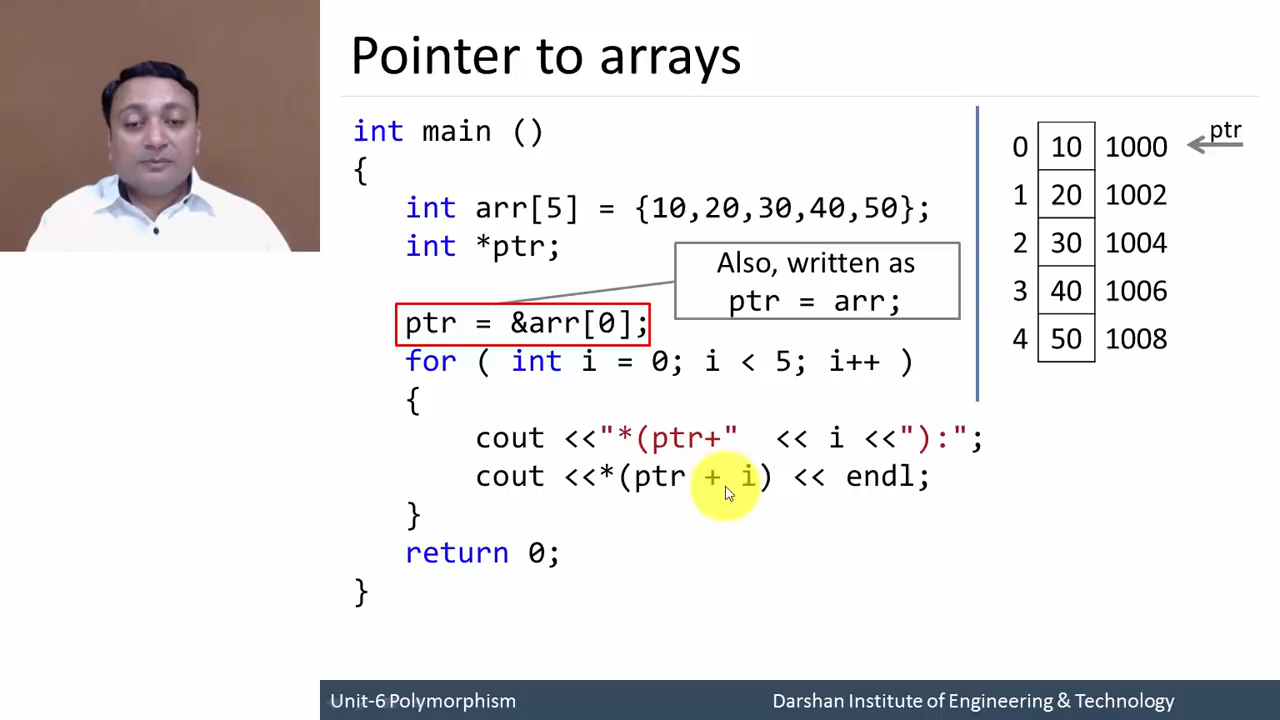 Pointer to arrays
int main ()
{
int arr[5] = {10,20,30,40,50};
int *ptr;
Also, written as
ptr = arr;
ptr = &arr[0];
for ( int i = 0; i < 5; i++ )
{
cout <<"*(ptr+" << i <<"):";
cout <<*(ptr + i) << endl;
}
return 0;
}
ptr
0 10 1000
1 20 1002
2 30 1004
3 40 1006
4 50 1008
Unit-6 Polymorphism
Darshan Institute of Engineering & Technology